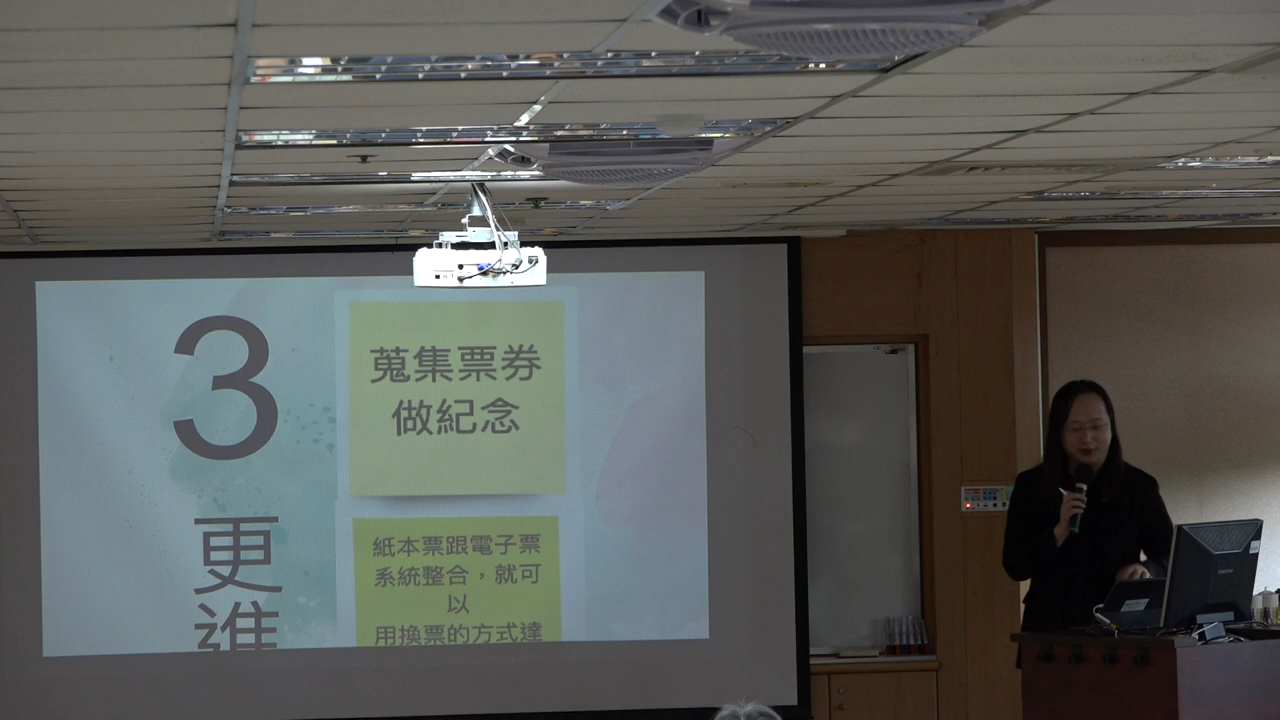 3
更
進
蒐集票券
做紀念
紙本票跟電子票
系統整合，就可
以
用換票的方式達